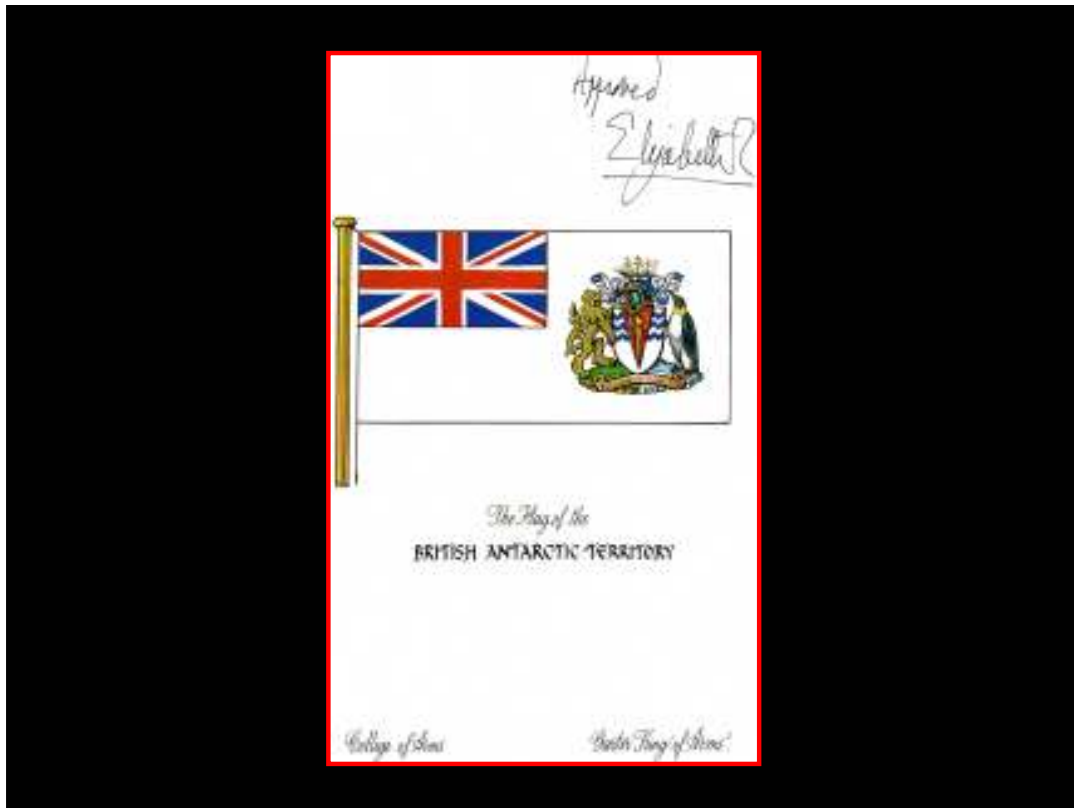 Approved
Elizabeth R
The Flag of the
BRITISH ANTARCTIC TERRITORY
College of Arms
Garter King of Arms.